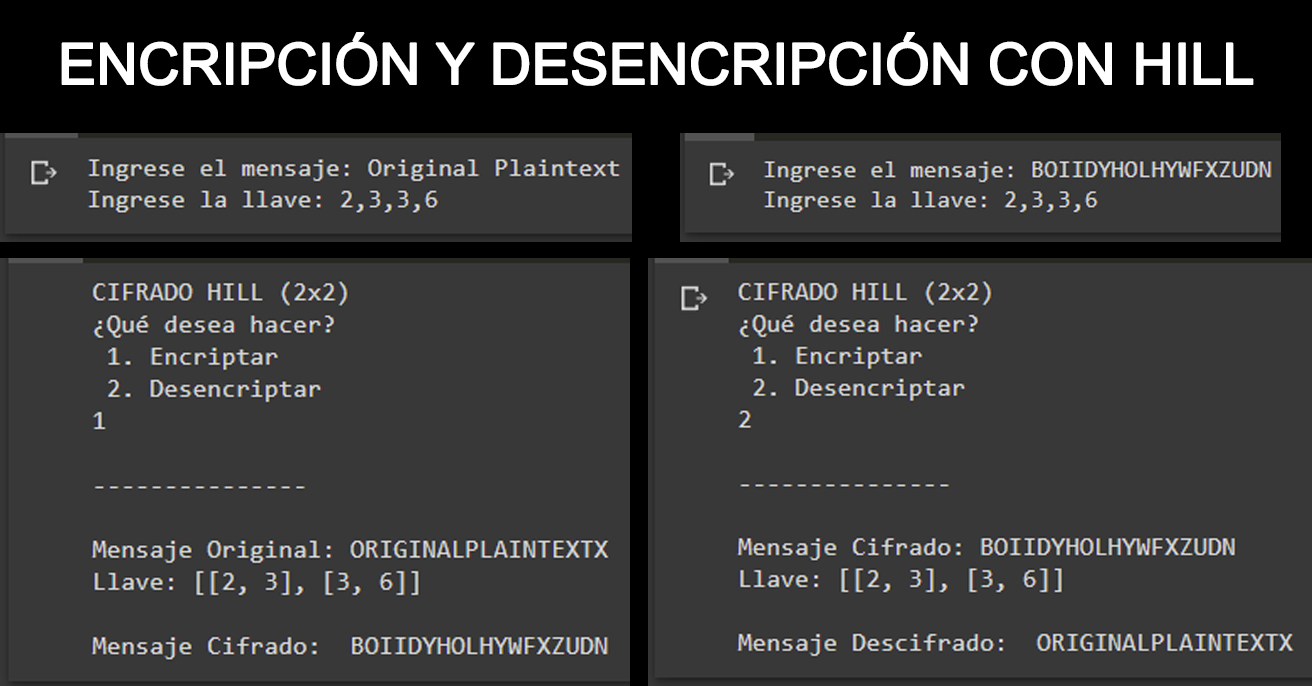 ENCRIPCIÓN Y DESENCRIPCIÓN CON HILL
Ingrese el mensaje: Original Plaintext
Ingrese la llave: 2,3,3,6
CIFRADO HILL (2x2)
¿Qué desea hacer?
1. Encriptar
2. Desencriptar
1
---------------
Mensaje Original: ORIGINALPLAINTEXTX
Llave: [[2, 3], [3, 6]]
Mensaje Cifrado:  BOIIDYHOLHYWFXZUDN
Ingrese el mensaje: BOIIDYHOLHYWFXZUDN
Ingrese la llave: 2,3,3,6
CIFRADO HILL (2x2)
¿Qué desea hacer?
1. Encriptar
2. Desencriptar
2
---------------
Mensaje Cifrado: BOIIDYHOLHYWFXZUDN
Llave: [[2, 3], [3, 6]]
Mensaje Descifrado:  ORIGINALPLAINTEXTX